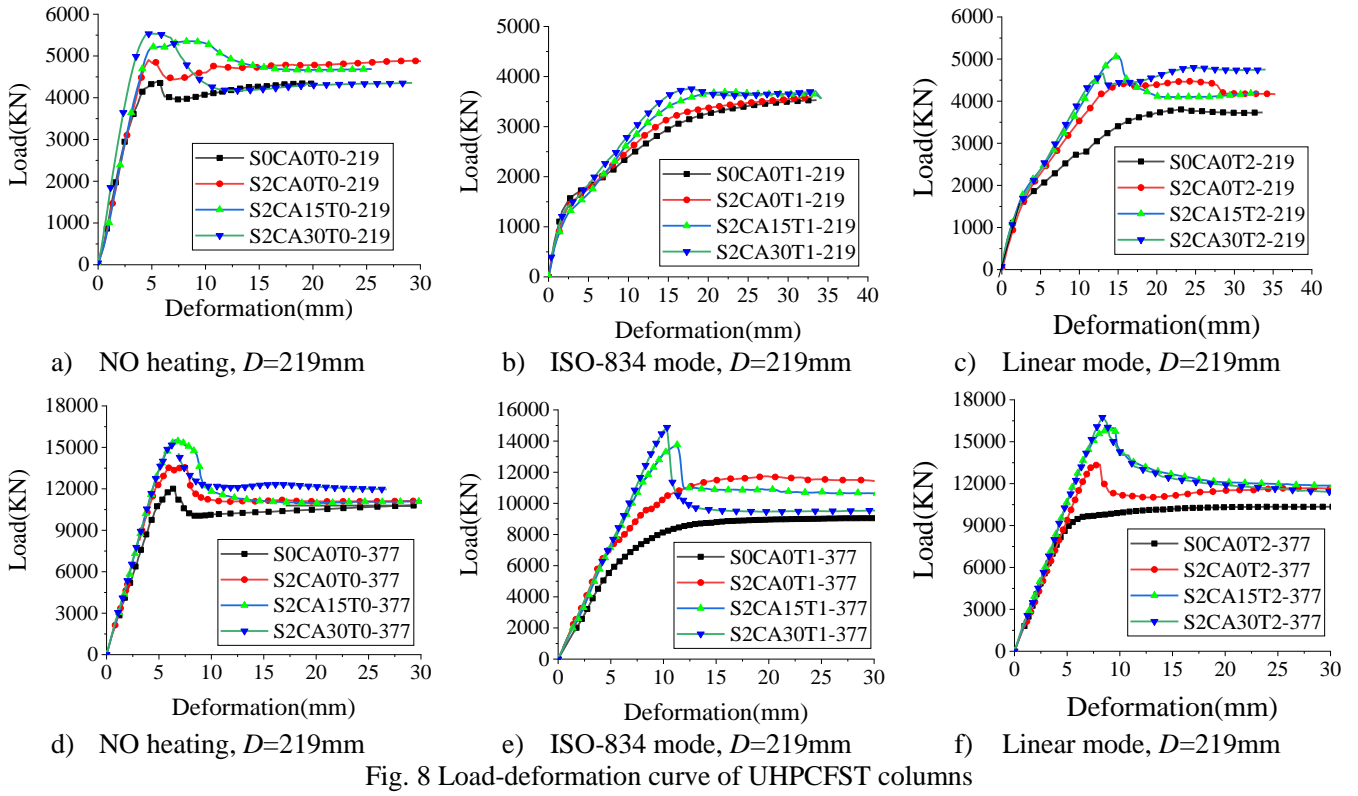 6000
5000
4000
3000
2000
1000
0
Load(KN)
0 5 10 15 20 25 30
Deformation(mm)
S0CA0T0-219
S2CA0T0-219
S2CA15T0-219
S2CA30T0-219
a) NO heating, D=219mm
5000
4000
3000
2000
1000
0
Load(KN)
0 5 10 15 20 25 30 35 40
Deformation(mm)
S0CA0T1-219
S2CA0T1-219
S2CA15T1-219
S2CA30T1-219
b) ISO-834 mode, D=219mm
6000
5000
4000
3000
2000
1000
0
Load(KN)
0 5 10 15 20 25 30 35 40
Deformation(mm)
S0CA0T2-219
S2CA0T2-219
S2CA15T2-219
S2CA30T2-219
c) Linear mode, D=219mm
18000
15000
12000
9000
6000
3000
0
Load(KN)
0 5 10 15 20 25 30
Deformation(mm)
S0CA0T0-377
S2CA0T0-377
S2CA15T0-377
S2CA30T0-377
d) NO heating, D=219mm
16000
14000
12000
10000
8000
6000
4000
2000
0
Load(KN)
0 5 10 15 20 25 30
Deformation(mm)
S0CA0T1-377
S2CA0T1-377
S2CA15T1-377
S2CA30T1-377
e) ISO-834 mode, D=219mm
18000
15000
12000
9000
6000
3000
0
Load(KN)
0 5 10 15 20 25 30
Deformation(mm)
S0CA0T2-377
S2CA0T2-377
S2CA15T2-377
S2CA30T2-377
f) Linear mode, D=219mm
Fig. 8 Load-deformation curve of UHPCFST columns